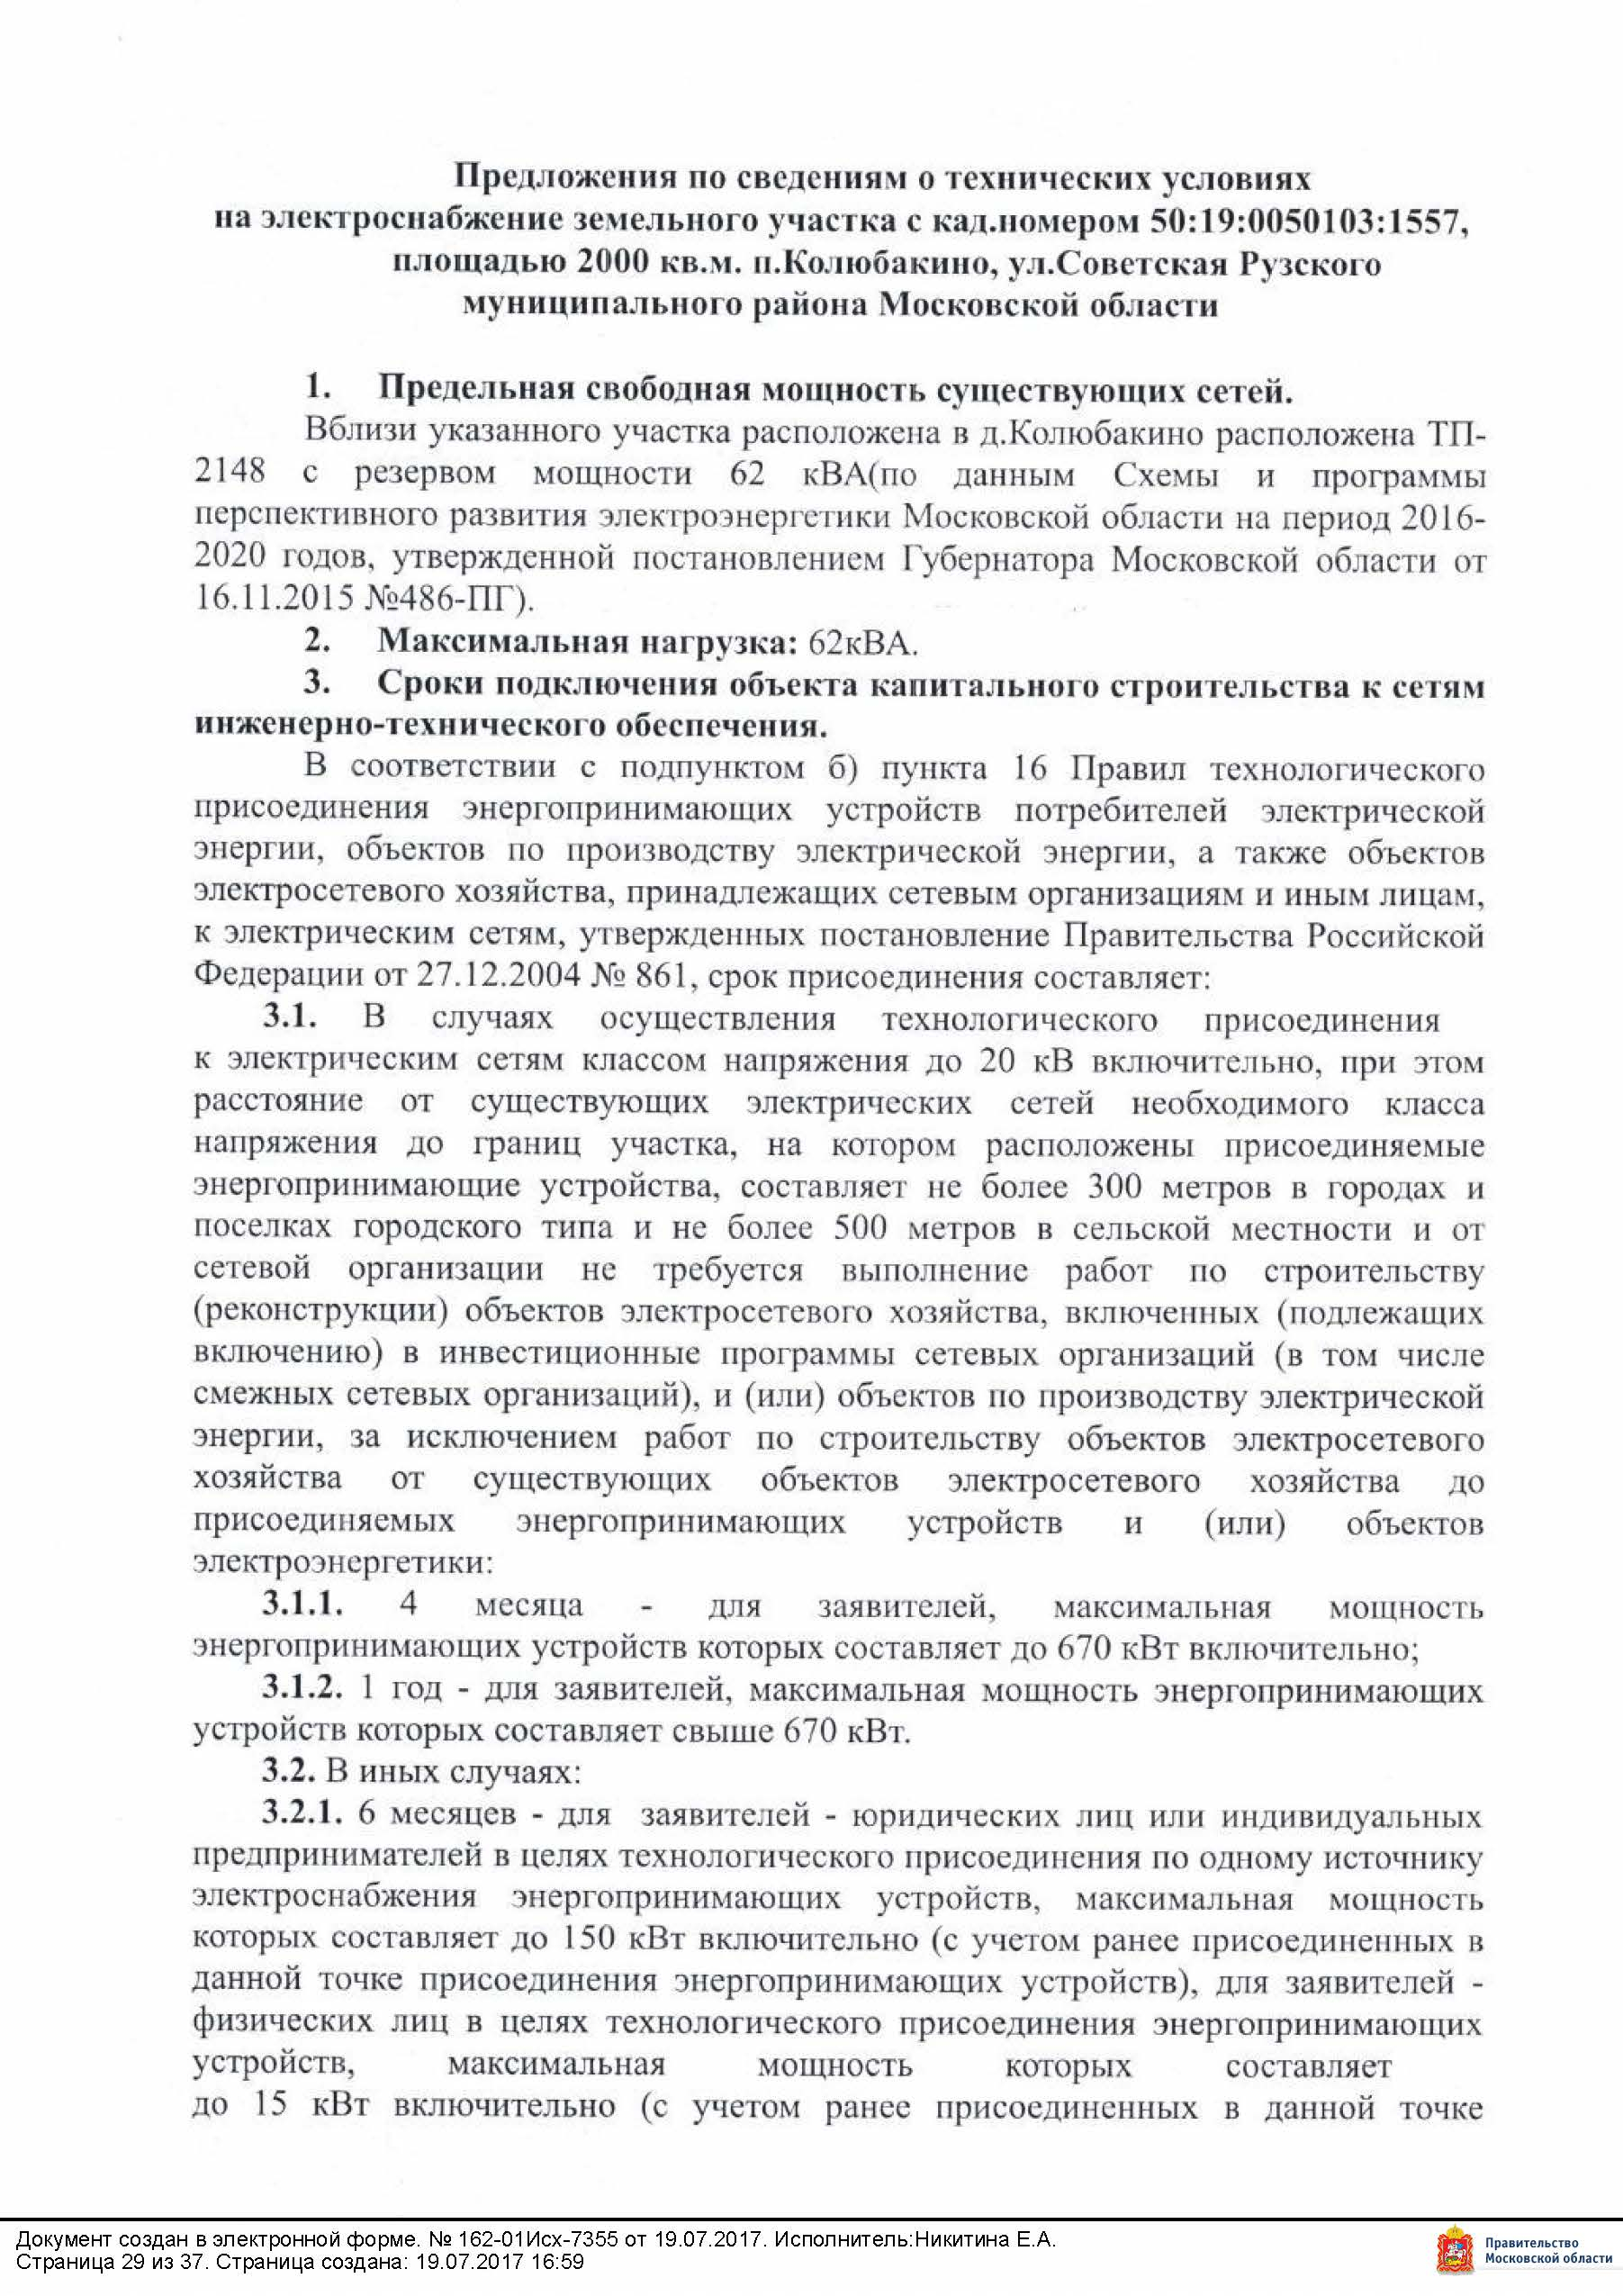 Предложения по сведениям о технических условиях
на электроснабжение земельного участка с кад.номером 50:19:0050103:1557,
площадью 2000 кв.м. п.Колюбакино, ул.Советская Рузского
муниципального района Московской области
1. Предельная свободная мощность существующих сетей.
Вблизи указанного участка расположена в д.Колюбакино расположена ТП-
2148 с резервом мощности 62 кВА(по данным Схемы и программы
перспективного развития электроэнергетики Московской области на период 2016-
2020 годов, утвержденной постановлением Губернатора Московской области от
16.11.2015 №486-ПГ).
2. Максимальная нагрузка: 62кВА.
3. Сроки подключения объекта капитального строительства к сетям
инженерно-технического обеспечения.
В соответствии с подпунктом б) пункта 16 Правил технологического
присоединения энергопринимающих устройств потребителей электрической
энергии, объектов по производству электрической энергии, а также объектов
электросетевого хозяйства, принадлежащих сетевым организациям и иным лицам,
к электрическим сетям, утвержденных постановление Правительства Российской
Федерации от 27.12.2004 № 861, срок присоединения составляет:
3.1. В случаях осуществления технологического присоединения
к электрическим сетям классом напряжения до 20 кВ включительно, при этом
расстояние от существующих электрических сетей необходимого класса
напряжения до границ участка, на котором расположены присоединяемые
энергопринимающие устройства, составляет не более 300 метров в городах и
поселках городского типа и не более 500 метров в сельской местности и от
сетевой организации не требуется выполнение работ по строительству
(реконструкции) объектов электросетевого хозяйства, включенных (подлежащих
включению) в инвестиционные программы сетевых организаций (в том числе
смежных сетевых организаций), и (или) объектов по производству электрической
энергии, за исключением работ по строительству объектов электросетевого
хозяйства от существующих объектов электросетевого хозяйства до
присоединяемых энергопринимающих устройств и (или) объектов
электроэнергетики:
3.1.1. 4 месяца - для заявителей, максимальная мощность
энергопринимающих устройств которых составляет до 670 кВт включительно;
3.1.2. 1 год - для заявителей, максимальная мощность энергопринимающих
устройств которых составляет свыше 670 кВт.
3.2. В иных случаях:
3.2.1. 6 месяцев - для заявителей - юридических лиц или индивидуальных
предпринимателей в целях технологического присоединения по одному источнику
электроснабжения энергопринимающих устройств, максимальная мощность
которых составляет до 150 кВт включительно (с учетом ранее присоединенных в
данной точке присоединения энергопринимающих устройств), для заявителей -
физических лиц в целях технологического присоединения энергопринимающих
устройств, максимальная мощность которых составляет
до 15 кВт включительно (с учетом ранее присоединенных в данной точке
Документ создан в электронной форме. № 162-01Исх-7355 от 19.07.2017. Исполнитель:Никитина Е.А.
Страница 29 из 37. Страница создана: 19.07.2017 16:59
Правительство
Московской области